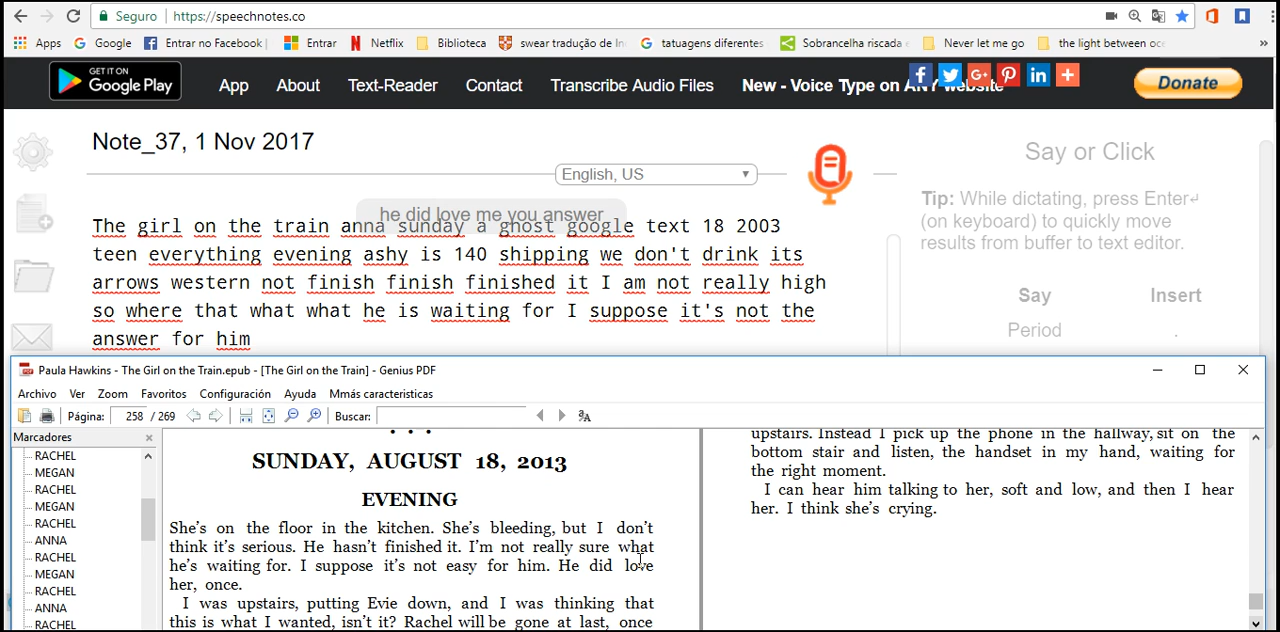 Seguro | https://speechnotes.co
Apps Google Entrar no Facebook | Entrar Netflix Biblioteca swear tradução de In tatuagens diferentes Sobrancelha riscada Never let me go the light between oce »
GET IT ON
Google Play
App About Text-Reader Contact Transcribe Audio Files New - Voice Type on ANY website Donate
Note_37, 1 Nov 2017
English, US
he did love me you answer
The girl on the train anna sunday a ghost google text 18 2003
teen everything evening ashy is 140 shipping we don't drink its
arrows western not finish finish finished it I am not really high
so where that what what he is waiting for I suppose it's not the
answer for him
Say or Click
Tip: While dictating, press Enter↵
(on keyboard) to quickly move
results from buffer to text editor.
Say Insert
Period .
Paula Hawkins - The Girl on the Train.epub - [The Girl on the Train] - Genius PDF
Archivo Ver Zoom Favoritos Configuración Ayuda Mmás caracteristicas
Página: 258 / 269 Buscar:
Marcadores
RACHEL
MEGAN
RACHEL
MEGAN
RACHEL
ANNA
RACHEL
MEGAN
RACHEL
ANNA
RACHEL
• • •
SUNDAY, AUGUST 18, 2013
EVENING
She's on the floor in the kitchen. She's bleeding, but I don't
think it's serious. He hasn't finished it. I'm not really sure what
he's waiting for. I suppose it's not easy for him. He did love
her, once.
I was upstairs, putting Evie down, and I was thinking that
this is what I wanted, isn't it? Rachel will be gone at last, once
upstairs. Instead I pick up the phone in the hallway, sit on the
bottom stair and listen, the handset in my hand, waiting for
the right moment.
I can hear him talking to her, soft and low, and then I hear
her. I think she's crying.